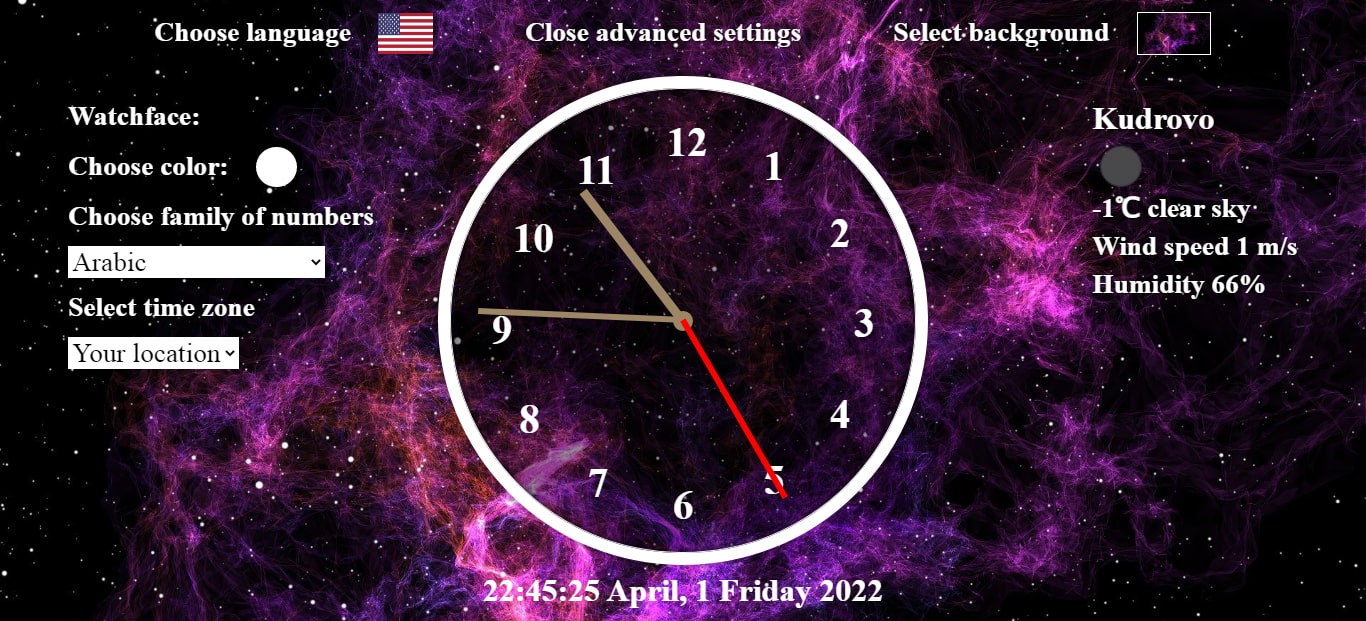 Choose language
Close advanced settings
Select background
Watchface:
Choose color:
Choose family of numbers
Arabic
Select time zone
Your location
12
1
2
3
4
5
6
7
8
9
10
11
Kudrovo
-1℃ clear sky
Wind speed 1 m/s
Humidity 66%
22:45:25 April, 1 Friday 2022